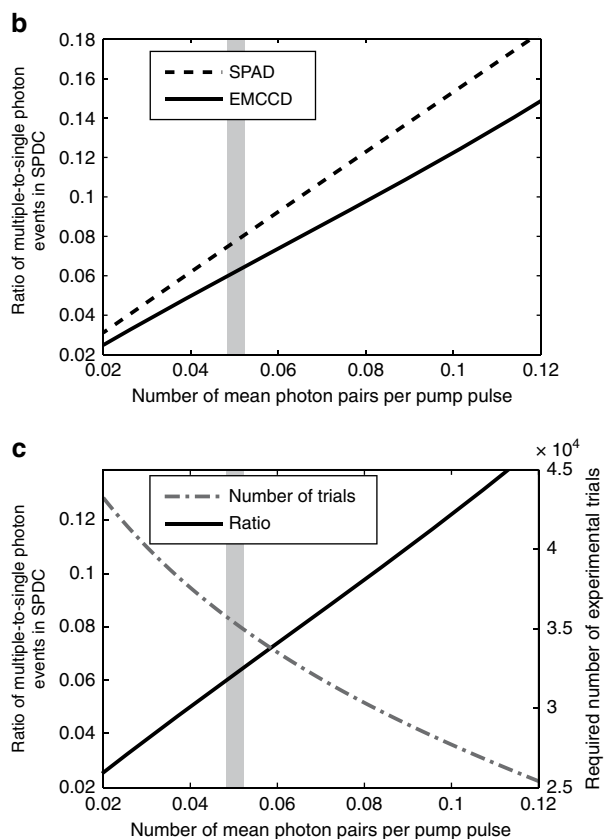 b
0.18
0.16
0.14
0.12
0.1
0.08
0.06
0.04
0.02
Ratio of multiple-to-single photon
events in SPDC
SPAD
EMCCD
0.02 0.04 0.06 0.08 0.1 0.12
Number of mean photon pairs per pump pulse
c
× 10⁴
0.12
0.1
0.08
0.06
0.04
0.02
Ratio of multiple-to-single photon
events in SPDC
Number of trials
Ratio
4.5
4
3.5
3
2.5
Required number of experimental trials
0.02 0.04 0.06 0.08 0.1 0.12
Number of mean photon pairs per pump pulse